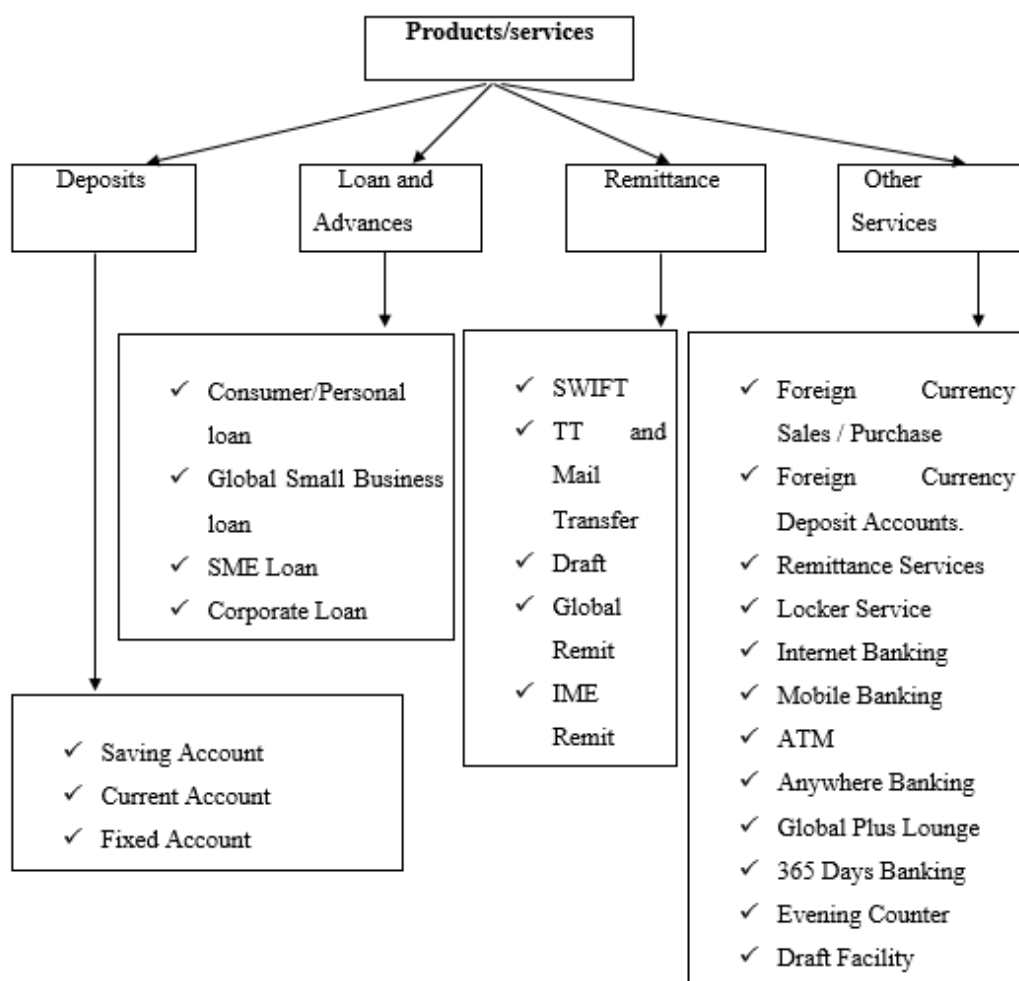 Products/services
Deposits
Loan and
Advances
Remittance
Other
Services
Consumer/Personal
loan
Global Small Business
loan
SME Loan
Corporate Loan
SWIFT
TT and
Mail
Transfer
Draft
Global
Remit
IME
Remit
Foreign Currency
Sales / Purchase
Foreign Currency
Deposit Accounts.
Remittance Services
Locker Service
Internet Banking
Mobile Banking
ATM
Anywhere Banking
Global Plus Lounge
365 Days Banking
Evening Counter
Draft Facility
Saving Account
Current Account
Fixed Account